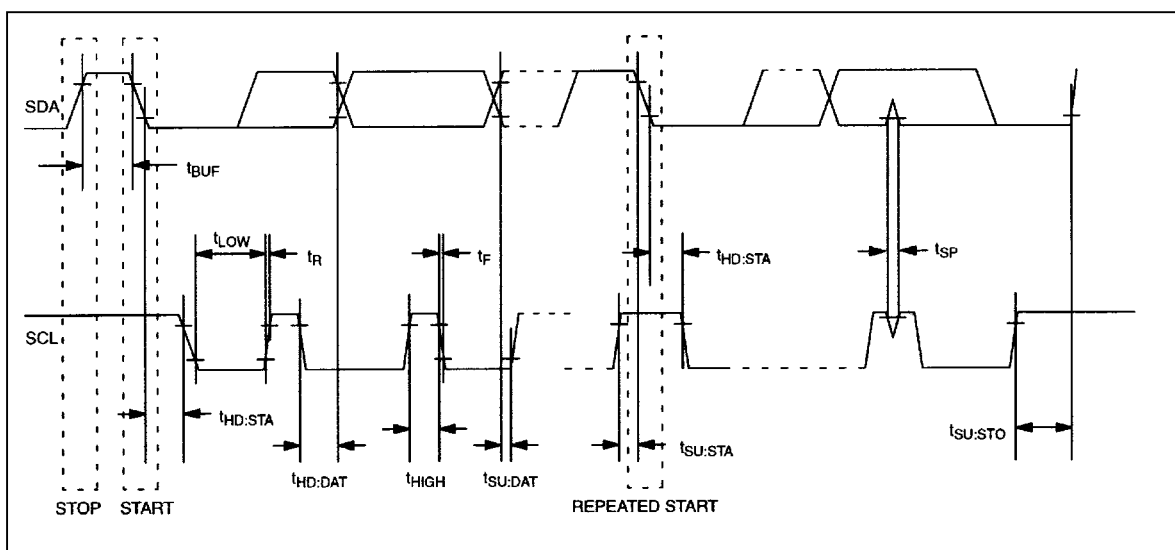 SDA
tBUF
tLOW
tR
tF
tHD:STA
tSP
SCL
tHD:STA
tHD:DAT
tHIGH
tSU:DAT
tSU:STA
tSU:STO
STOP
START
REPEATED START